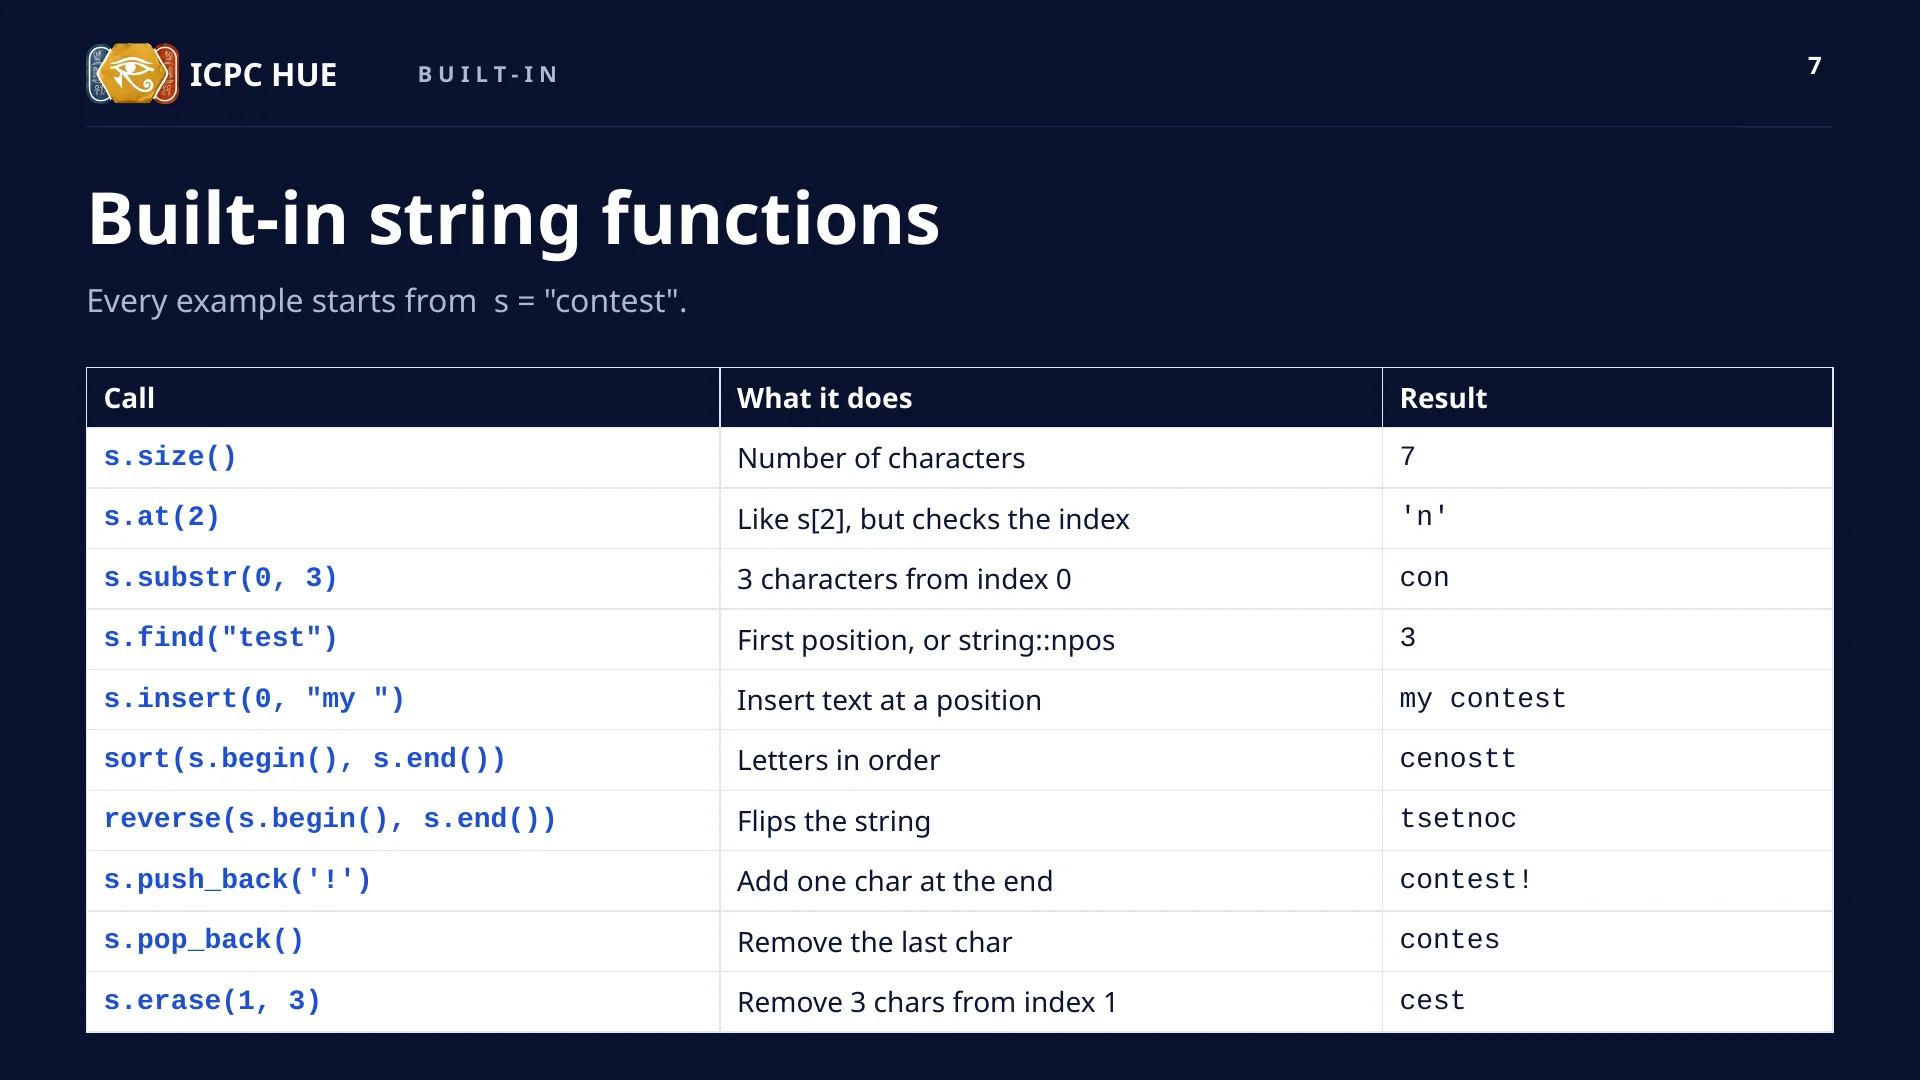 ICPC HUE
BUILT-IN
7
Built-in string functions
Every example starts from  s = "contest".
Call What it does Result
s.size() Number of characters 7
s.at(2) Like s[2], but checks the index 'n'
s.substr(0, 3) 3 characters from index 0 con
s.find("test") First position, or string::npos 3
s.insert(0, "my ") Insert text at a position my contest
sort(s.begin(), s.end()) Letters in order cenostt
reverse(s.begin(), s.end()) Flips the string tsetnoc
s.push_back('!') Add one char at the end contest!
s.pop_back() Remove the last char contes
s.erase(1, 3) Remove 3 chars from index 1 cest